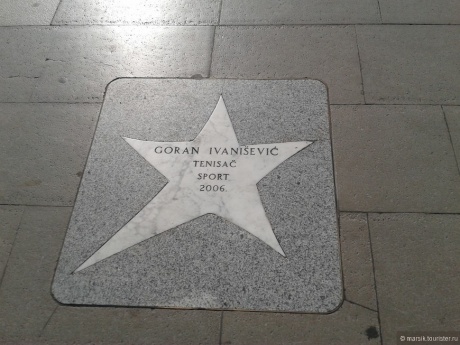 GORAN IVANIŠEVIĆ
TENISAČ
SPORT
2006.
© marsik.tourister.ru